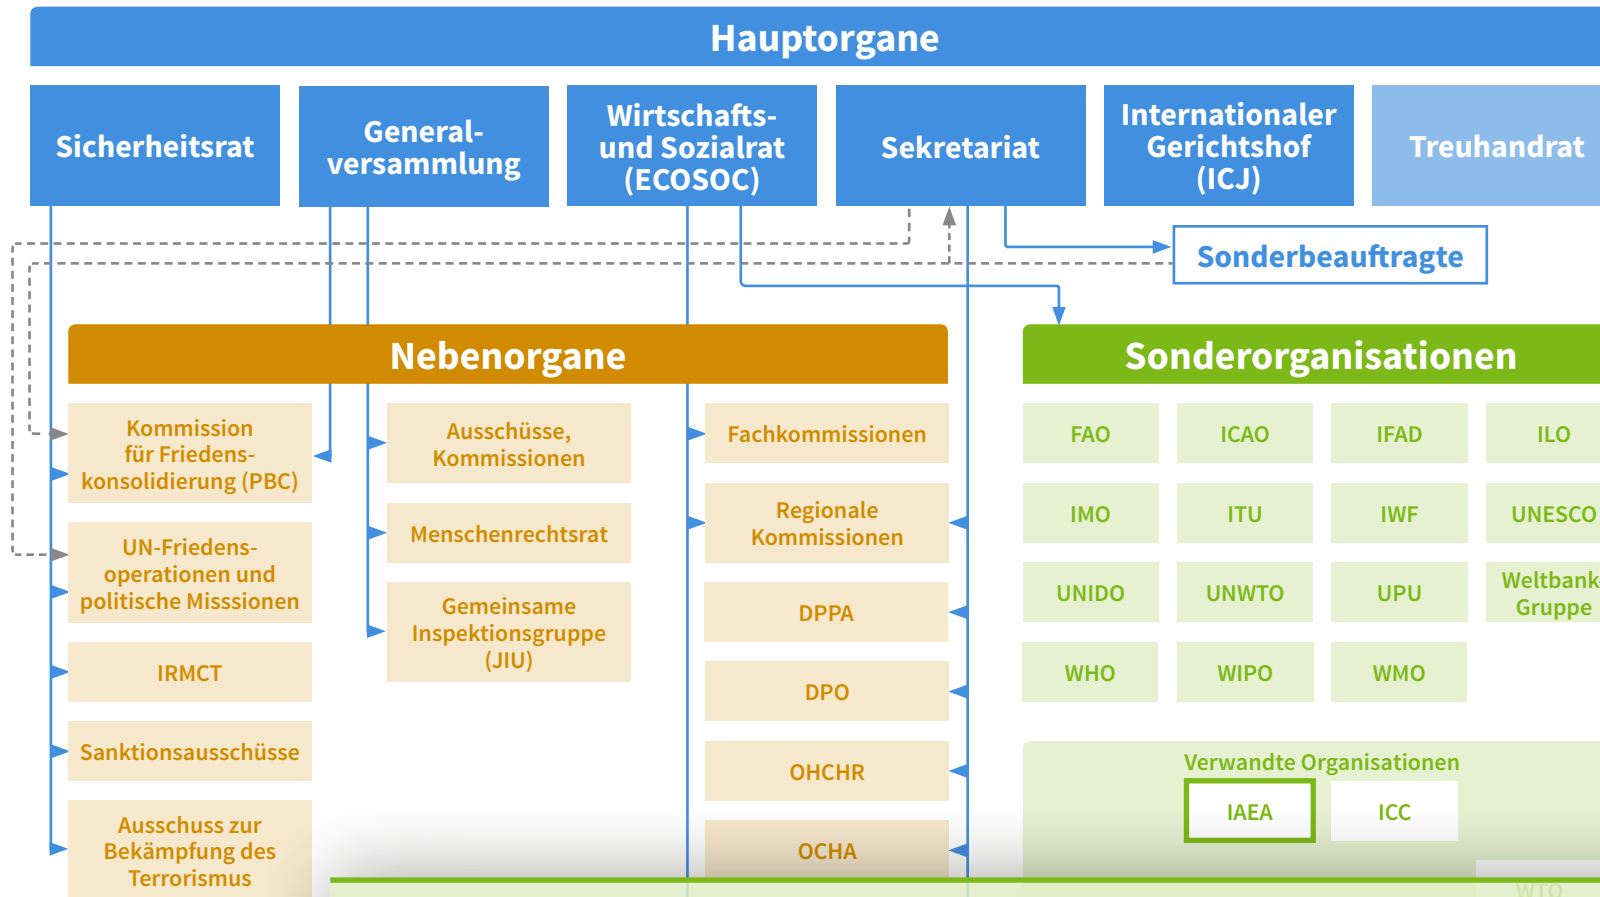 Hauptorgane
Sicherheitsrat
General-
versammlung
Wirtschafts-
und Sozialrat
(ECOSOC)
Sekretariat
Internationaler
Gerichtshof
(ICJ)
Treuhandrat
Sonderbeauftragte
Nebenorgane
Kommission
für Friedens-
konsolidierung (PBC)
UN-Friedens-
operationen und
politische Misssionen
IRMCT
Sanktionsausschüsse
Ausschuss zur
Bekämpfung des
Terrorismus
Ausschüsse,
Kommissionen
Menschenrechtsrat
Gemeinsame
Inspektionsgruppe
(JIU)
Fachkommissionen
Regionale
Kommissionen
DPPA
DPO
OHCHR
OCHA
Sonderorganisationen
FAO
ICAO
IFAD
ILO
IMO
ITU
IWF
UNESCO
UNIDO
UNWTO
UPU
Weltbank-
Gruppe
WHO
WIPO
WMO
Verwandte Organisationen
IAEA
ICC
WTO